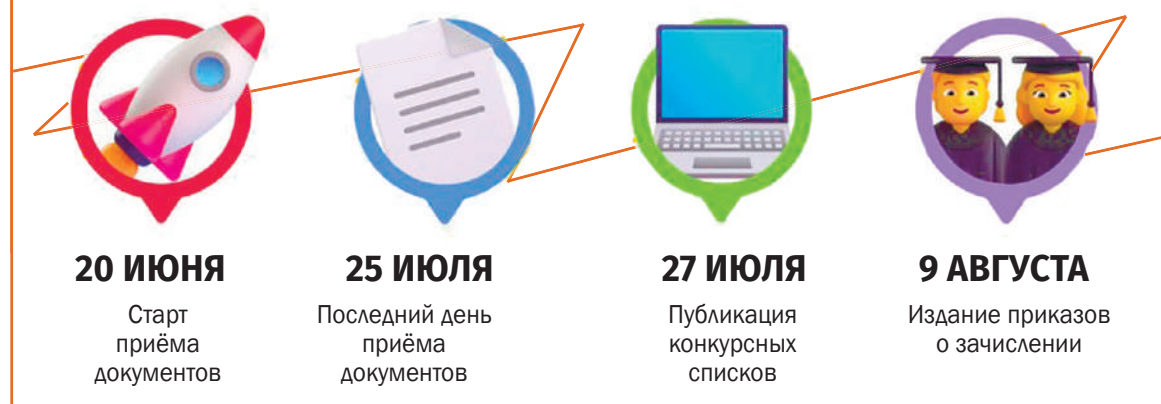 20 ИЮНЯ
Старт
приёма
документов
25 ИЮЛЯ
Последний день
приёма
документов
27 ИЮЛЯ
Публикация
конкурсных
списков
9 АВГУСТА
Издание приказов
о зачислении